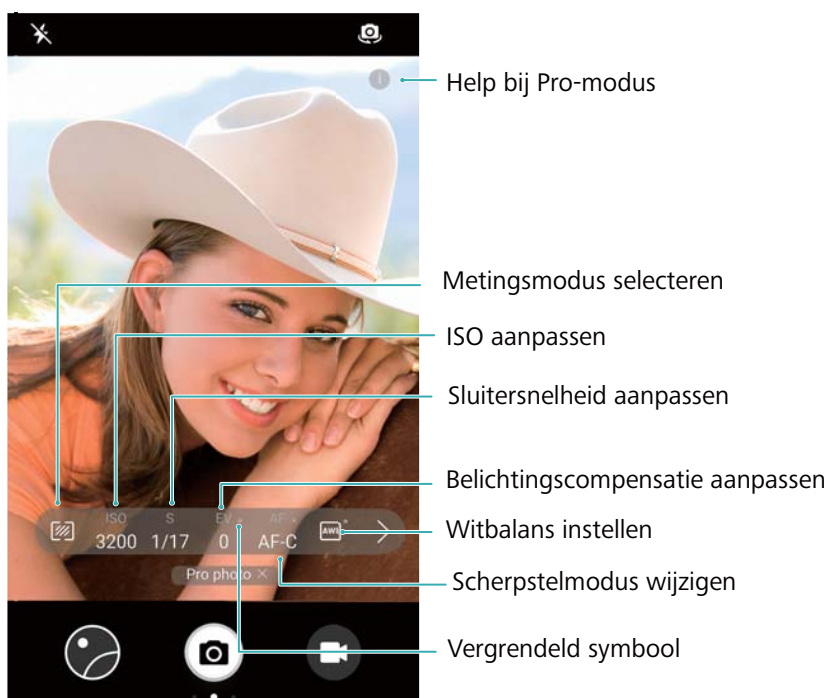 Help bij Pro-modus
Metingsmodus selecteren
ISO aanpassen
Sluitersnelheid aanpassen
Belichtingscompensatie aanpassen
ISO S EV AF
3200 1/17 0 AF-C AWB
Witbalans instellen
Pro photo ×
Scherpstelmodus wijzigen
Vergrendeld symbool